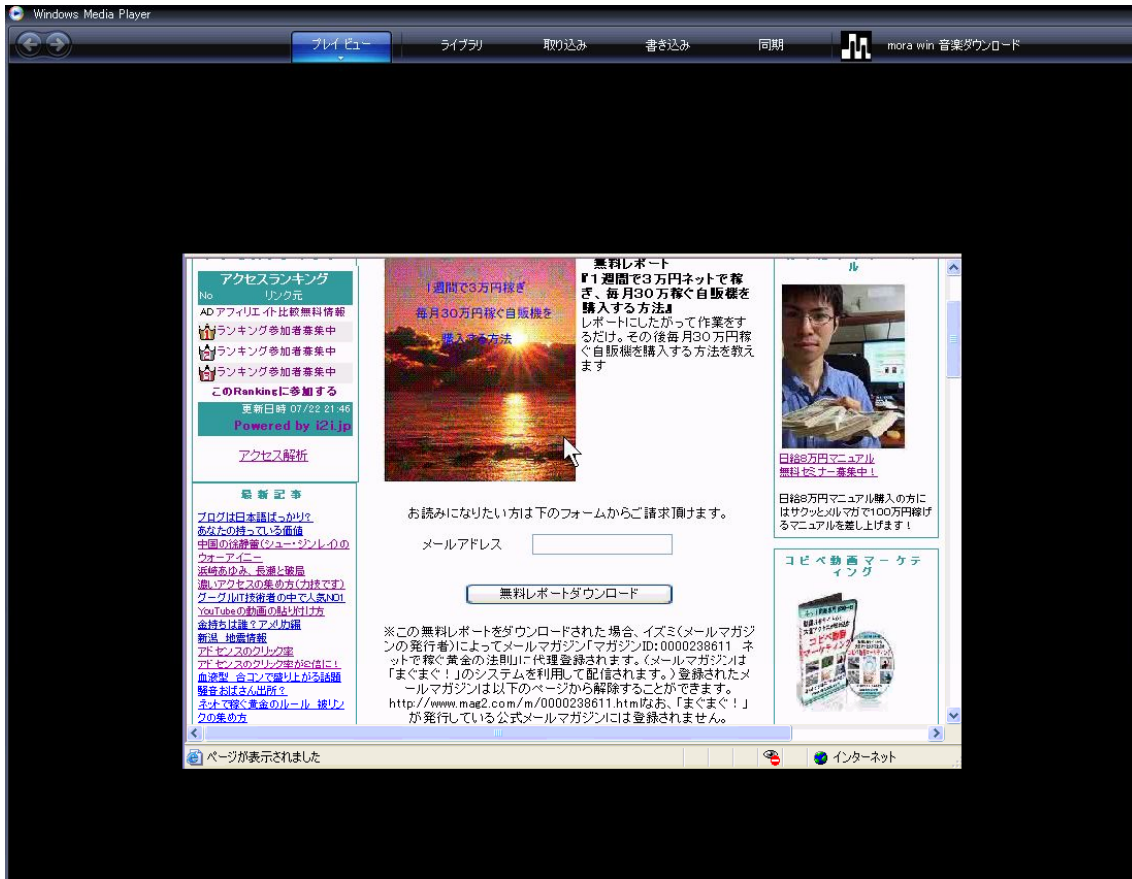 Windows Media Player
プレイ ビュー
ライブラリ
取り込み
書き込み
同期
mora win 音楽ダウンロード
アクセスランキング
No リンク元
AD アフィリエイト比較無料情報
ランキング参加者募集中
ランキング参加者募集中
ランキング参加者募集中
このRankingに参加する
更新日時 07/22 21:46
Powered by i2i.jp
アクセス解析
最新記事
ブログは日本語ばっかり?
あなたの持っている価値
中国の徐静蕾(シュー・ジンレイ)の
ウォーアイニー
浜崎あゆみ、長瀬と破局
濃いアクセスの集め方(力技です)
グーグルIT技術者の中で人気NO1
YouTubeの動画の貼り付け方
金持ちは誰?アメリカ編
新潟 地震情報
アドセンスのクリック率
アドセンスのクリック率が2倍に!
血液型 合コンで盛り上がる話題
騒音おばさん出所?
ネットで稼ぐ黄金のルール 被リン
クの集め方
1週間で3万円稼ぎ
毎月30万円稼ぐ自販機を
購入する方法
無料レポート
『1週間で3万円ネットで稼
ぎ、毎月30万稼ぐ自販機を
購入する方法』
レポートにしたがって作業をす
るだけ。その後毎月30万円稼
ぐ自販機を購入する方法を教え
ます
お読みになりたい方は下のフォームからご請求頂けます。
メールアドレス
無料レポートダウンロード
※この無料レポートをダウンロードされた場合、イズミ(メールマガジ
ンの発行者)によってメールマガジン「マガジンID:0000238611 ネ
ットで稼ぐ黄金の法則」に代理登録されます。(メールマガジンは
「まぐまぐ!」のシステムを利用して配信されます。)登録されたメ
ールマガジンは以下のページから解除することができます。
http://www.mag2.com/m/0000238611.htmlなお、「まぐまぐ!」
が発行している公式メールマガジンには登録されません。
ル
日給8万円マニュアル
無料セミナー募集中!
日給8万円マニュアル購入の方に
はサクッとメルマガで100万円稼げ
るマニュアルを差し上げます!
コピペ動画マーケテ
ィング
コピペ動画
マーケティング
ページが表示されました
インターネット